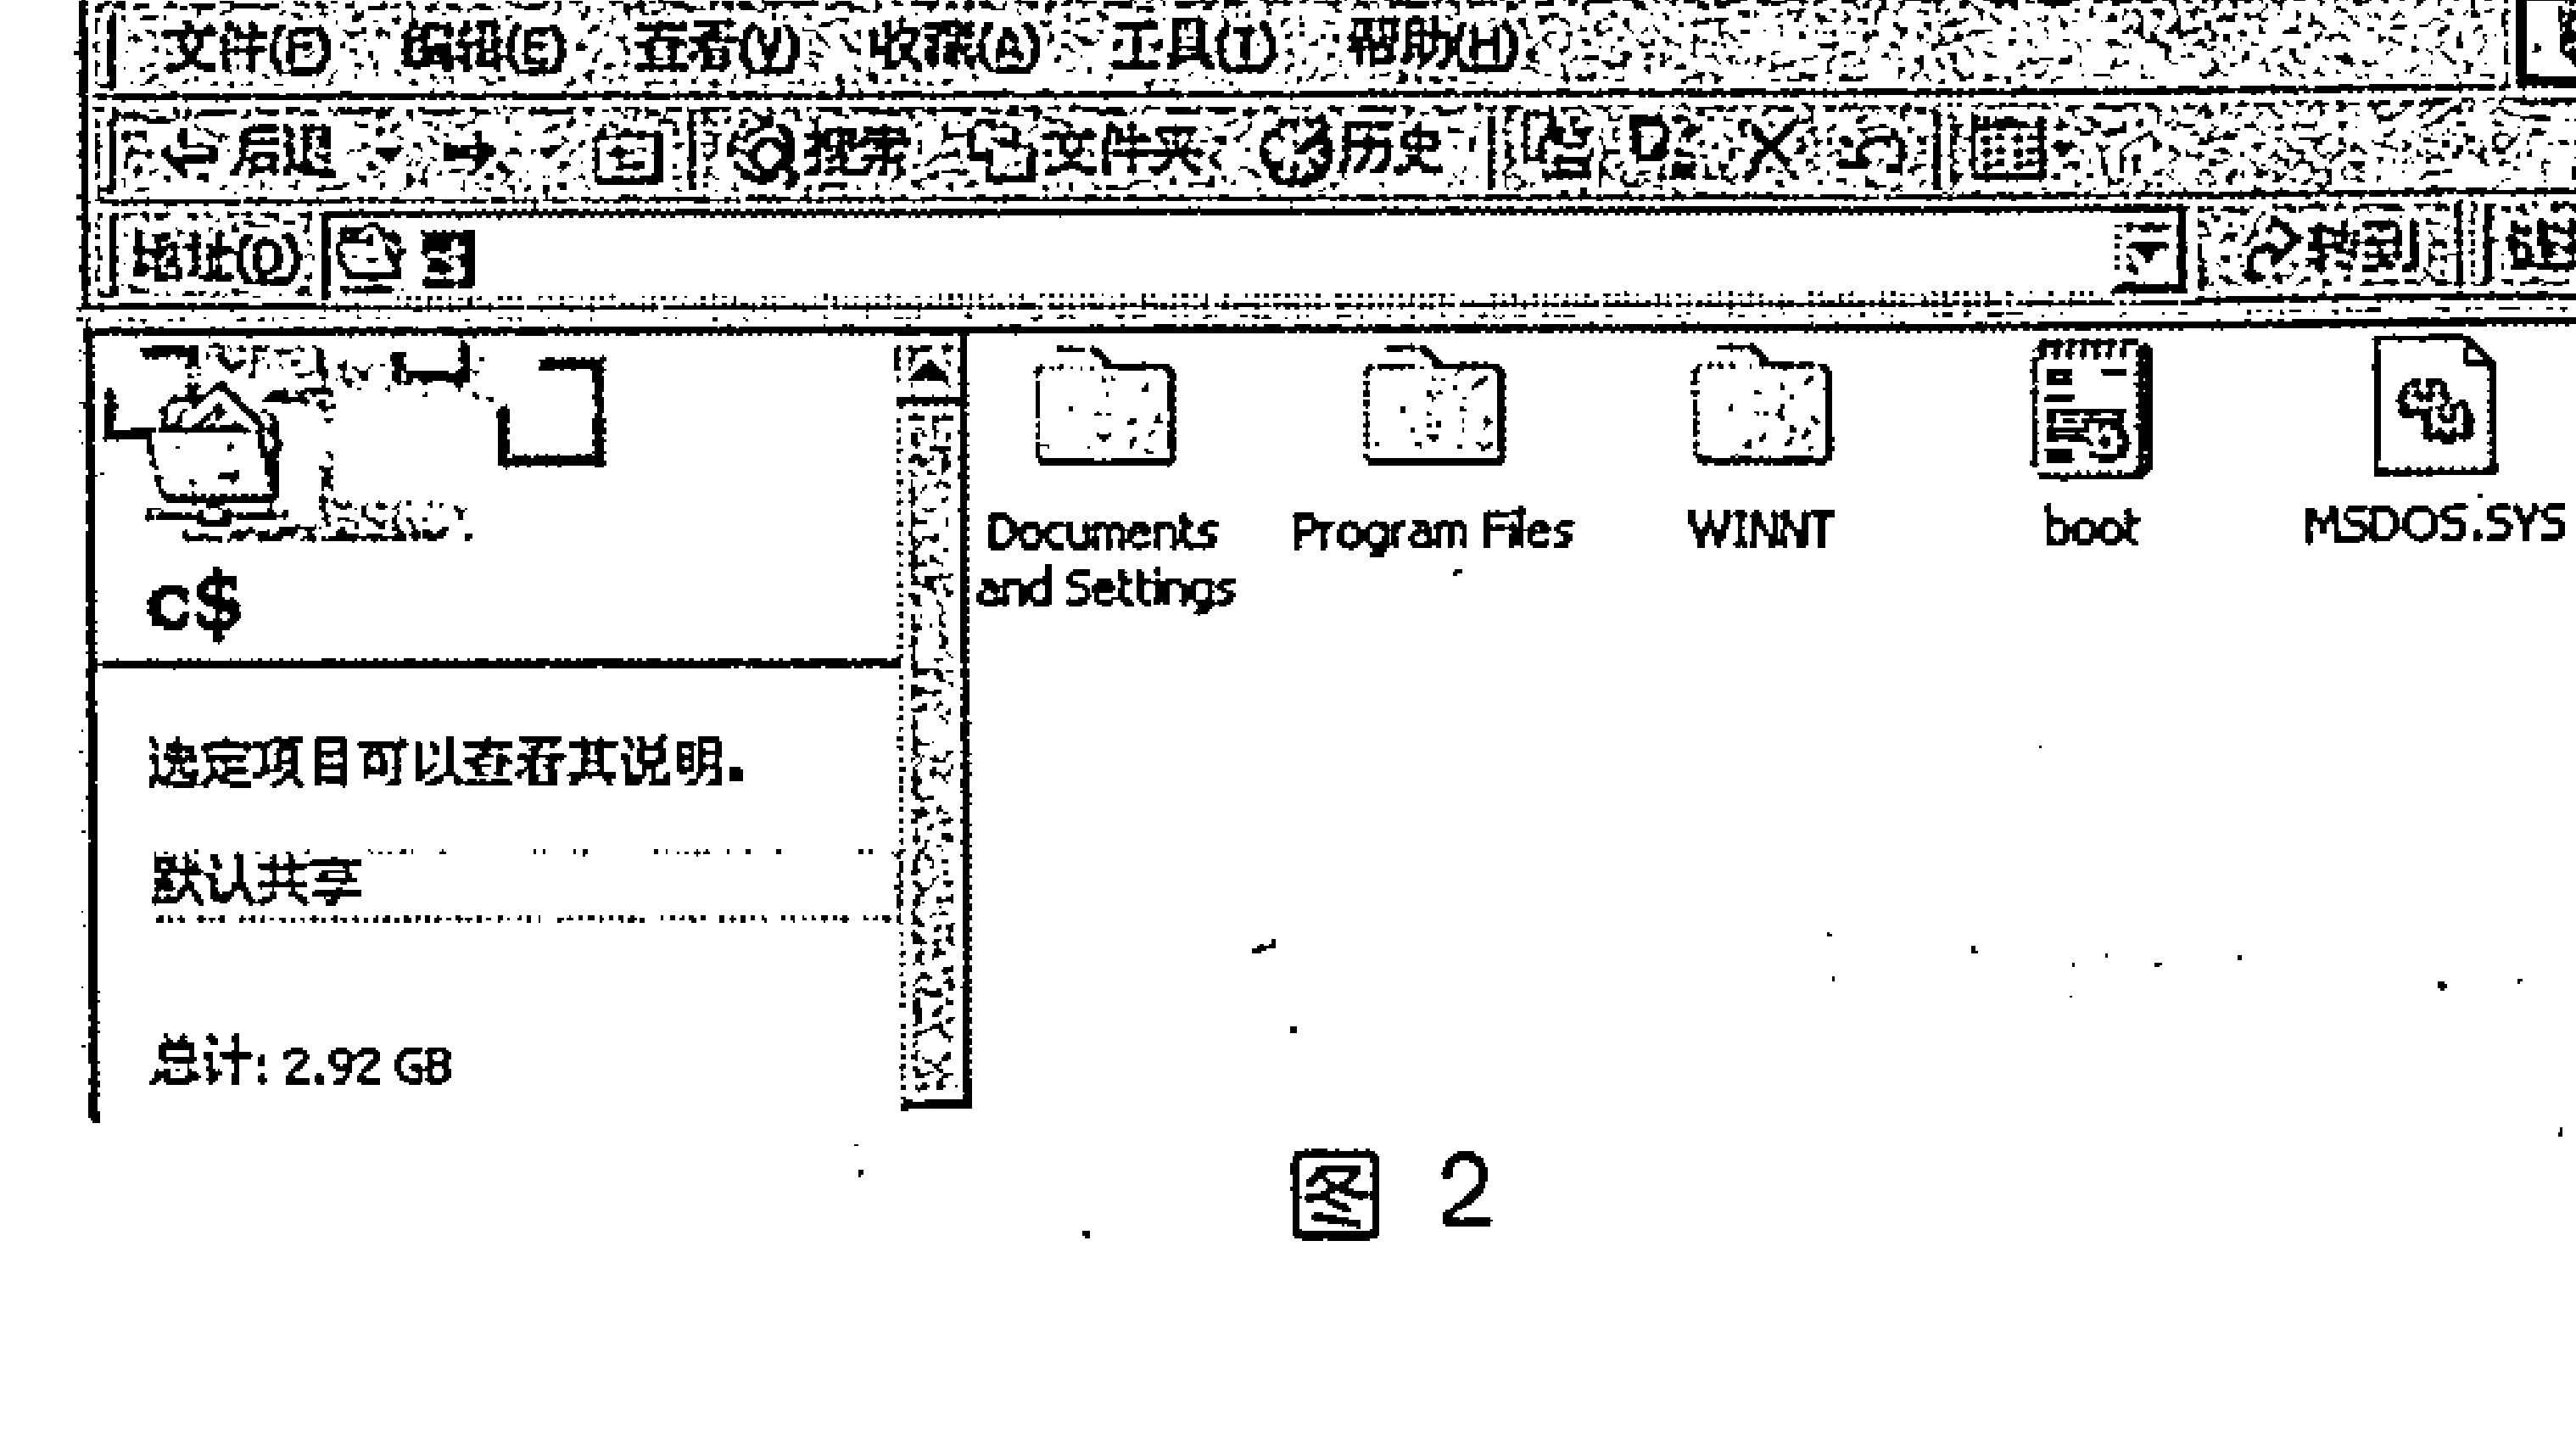 文件(F) 编辑(E) 查看(V) 收藏(A) 工具(T) 帮助(H)
后退 搜索 文件夹 历史
地址(D) 转到
Documents and Settings
Program Files
WINNT
boot
MSDOS.SYS
c$
选定项目可以查看其说明.
默认共享
总计: 2.92 GB
图 2